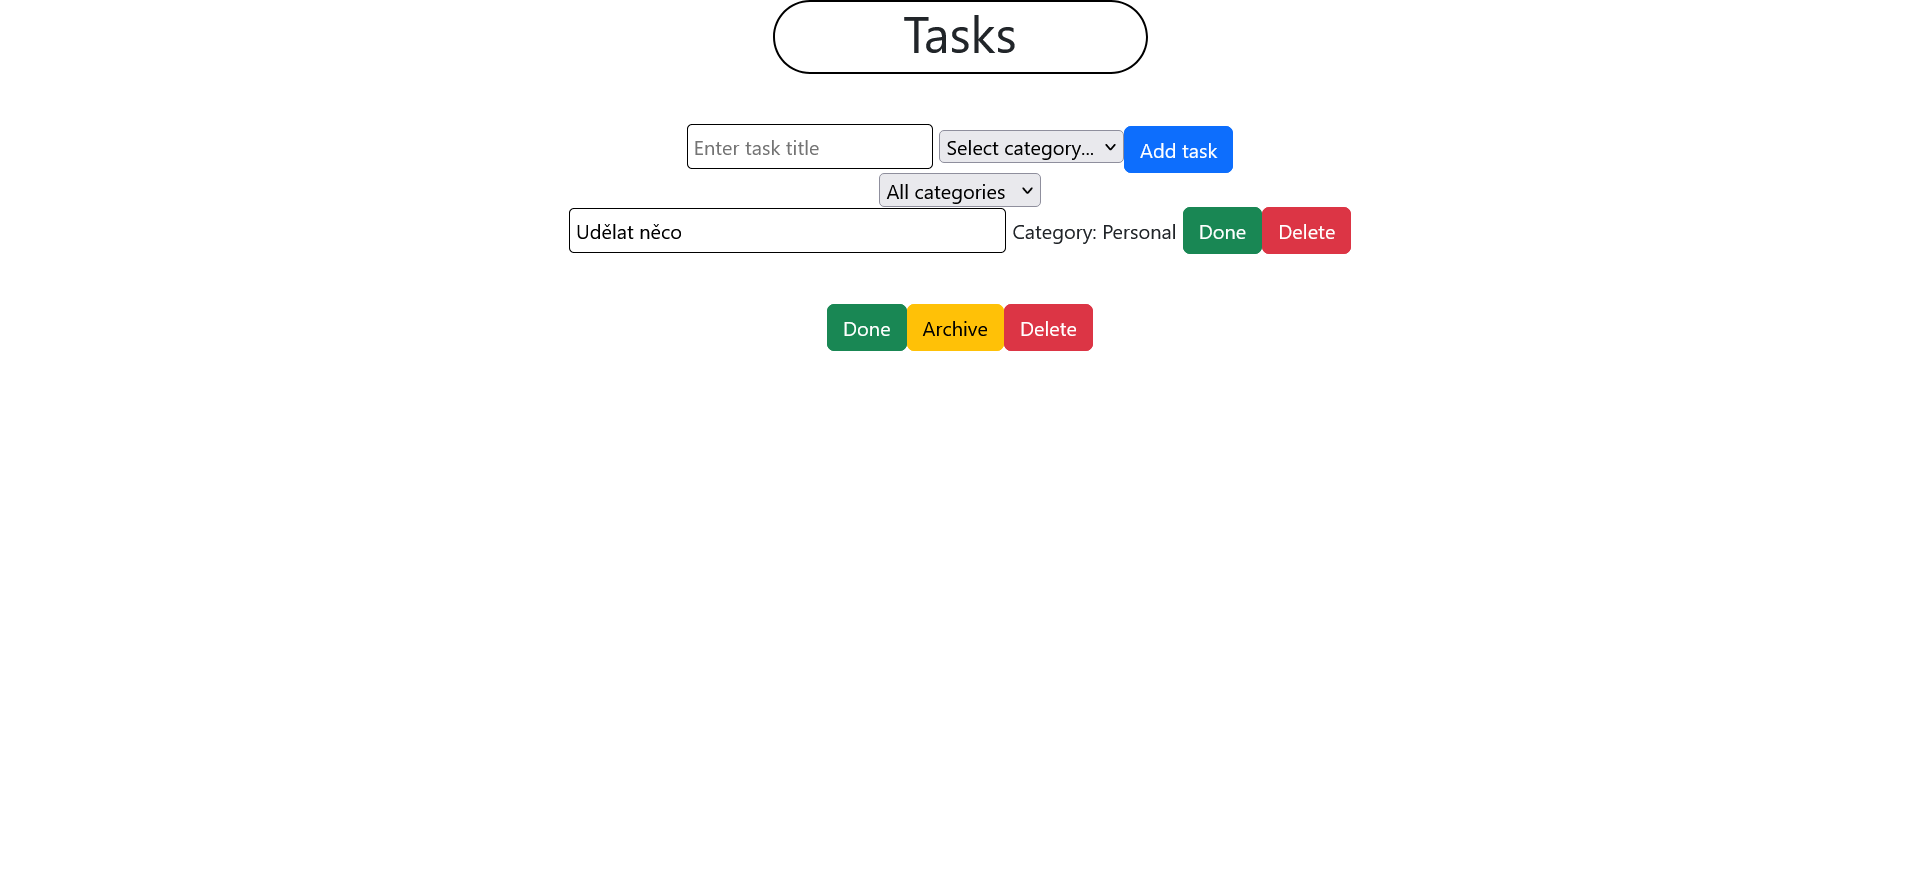 Tasks
Enter task title Select category... Add task
All categories
Udělat něco Category: Personal Done Delete
Done Archive Delete